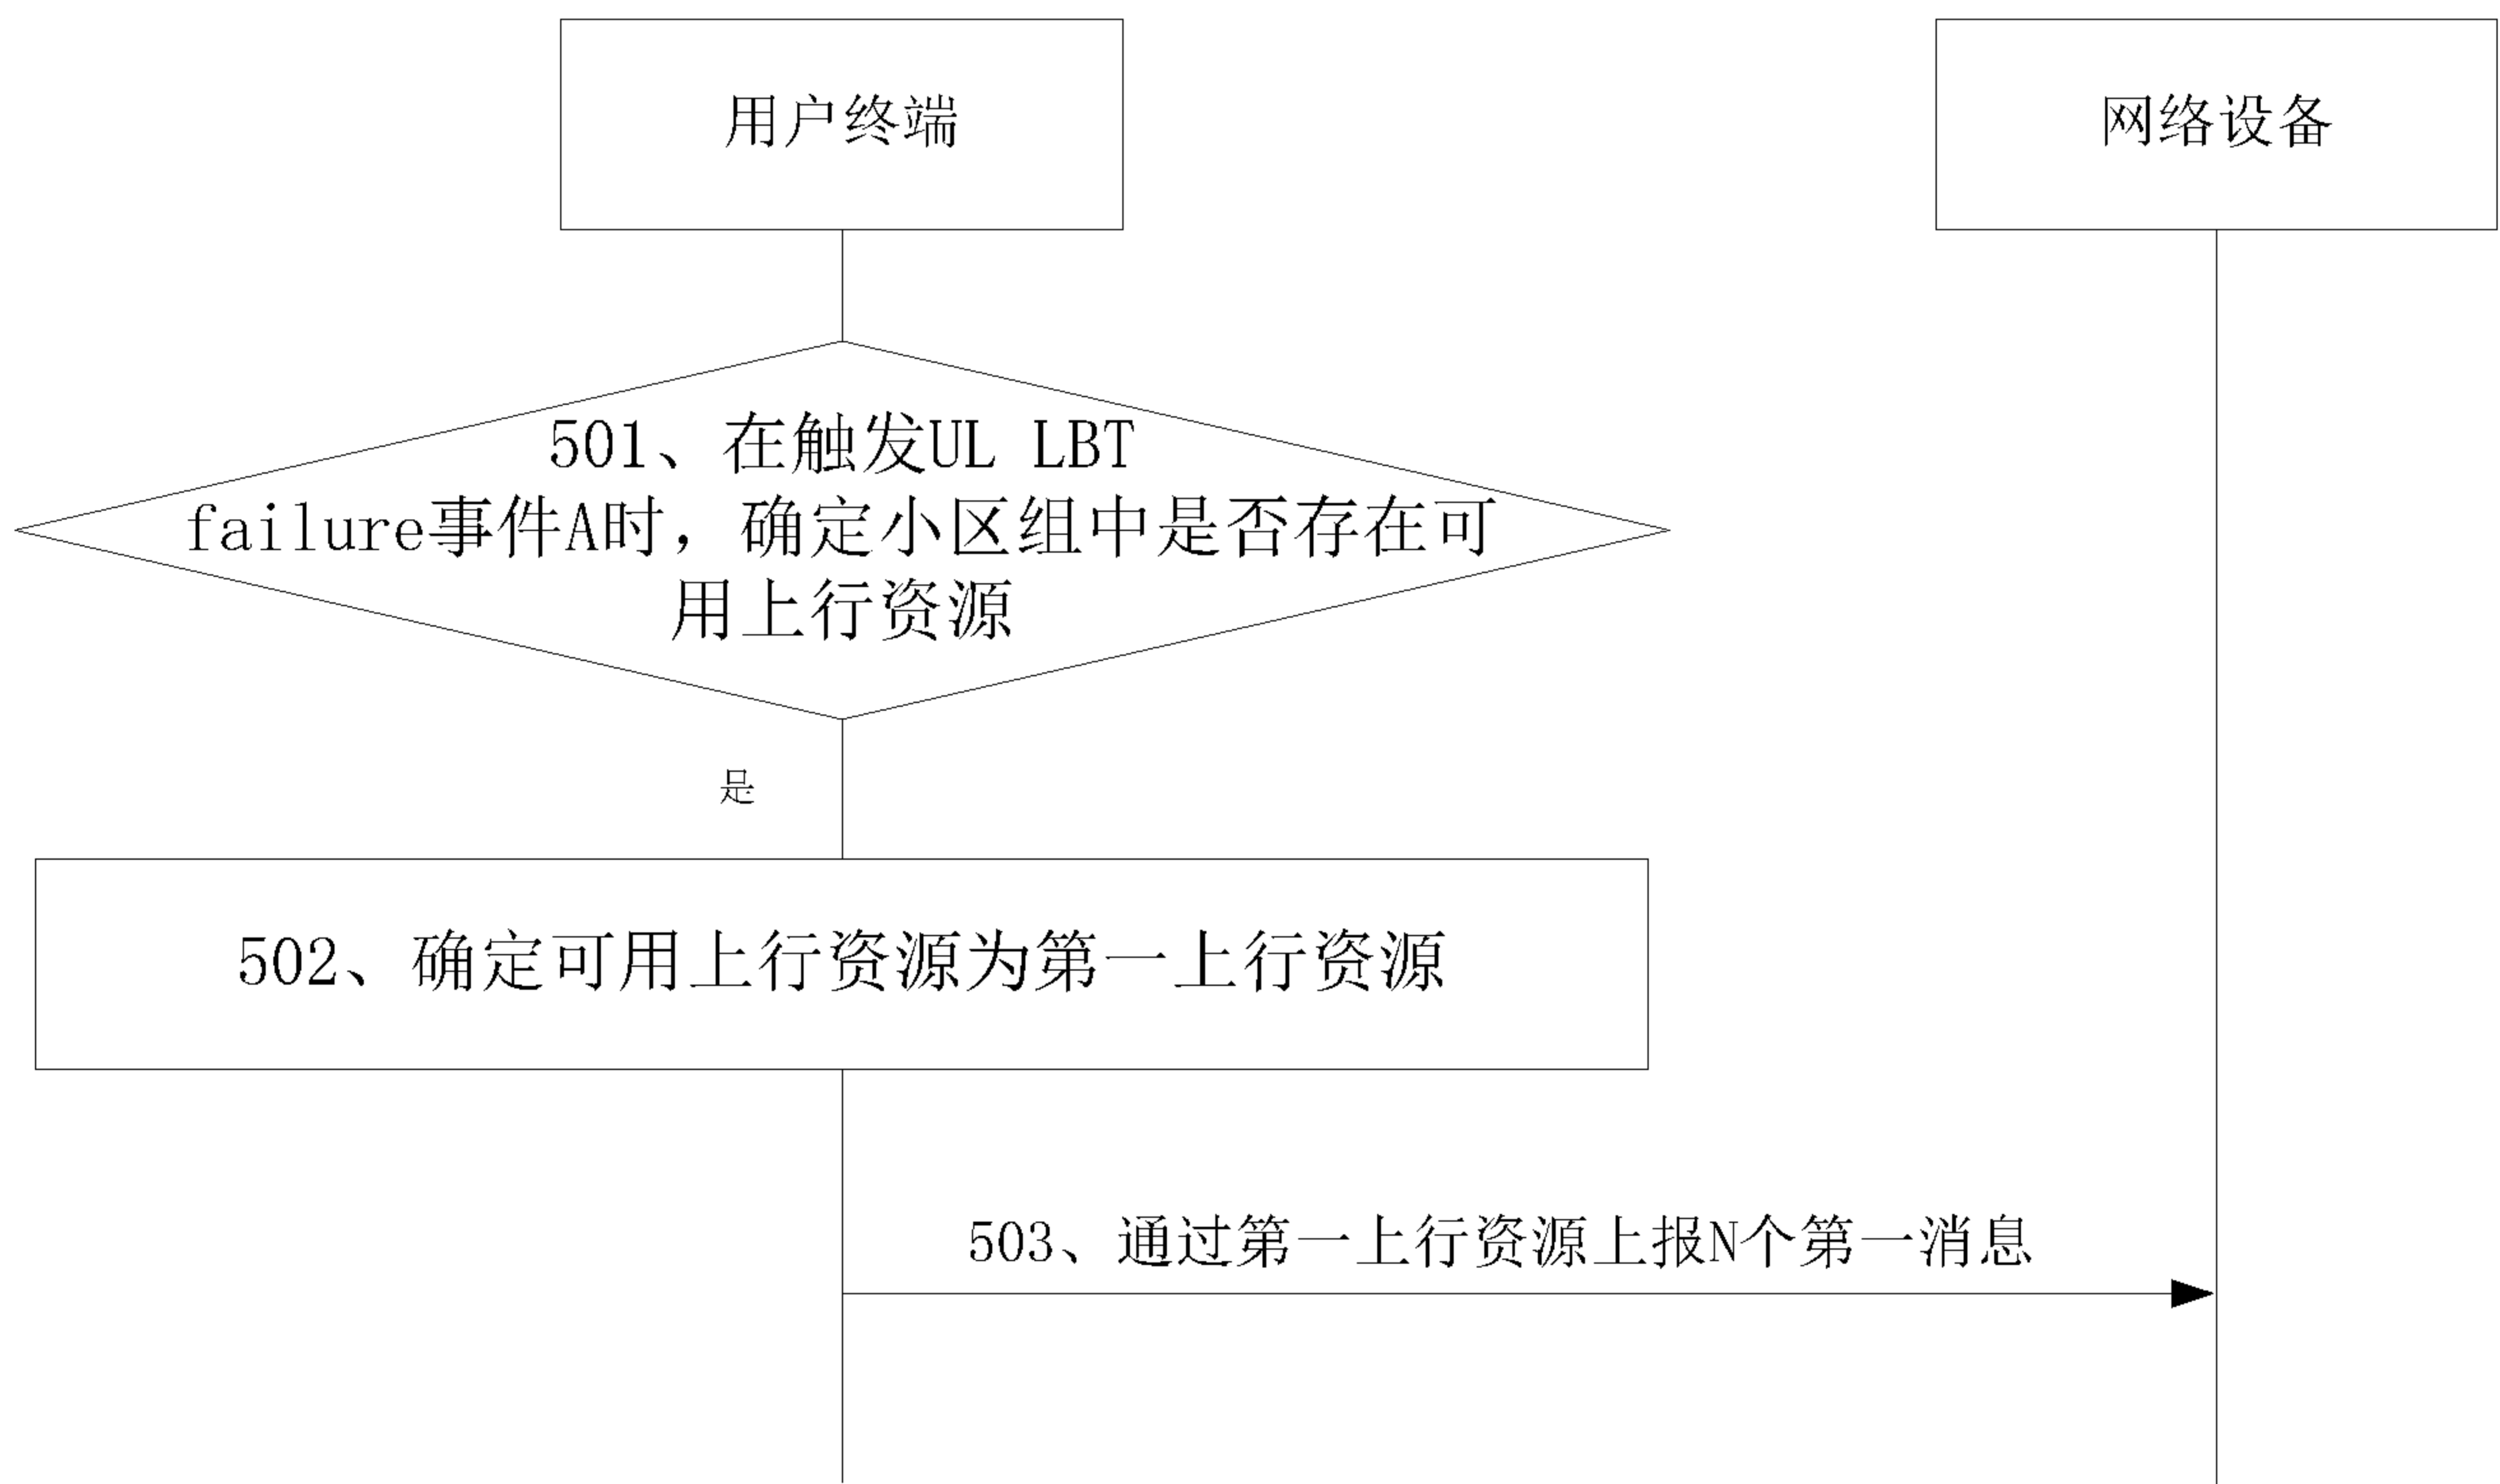 用户终端
网络设备
501、在触发UL LBT
failure事件A时，确定小区组中是否存在可
用上行资源
是
502、确定可用上行资源为第一上行资源
503、通过第一上行资源上报N个第一消息